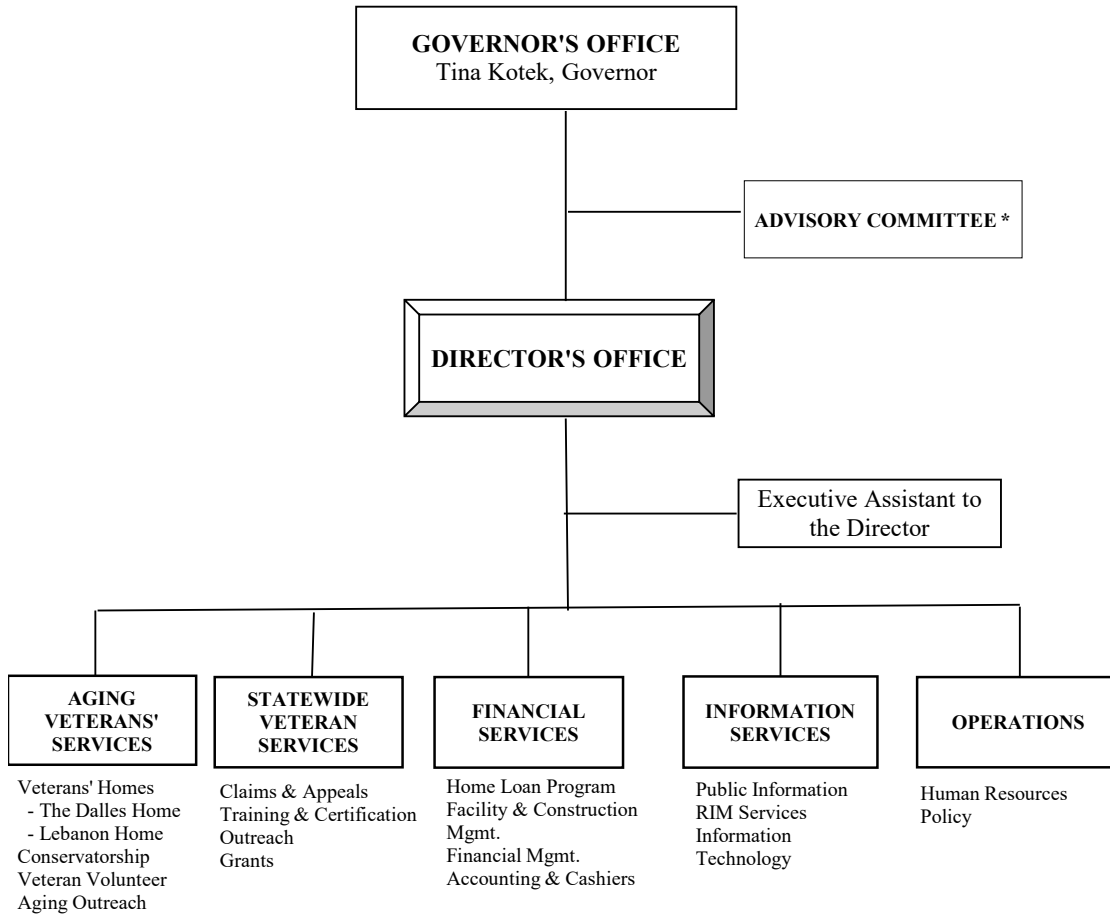 GOVERNOR'S OFFICE
Tina Kotek, Governor
ADVISORY COMMITTEE *
DIRECTOR'S OFFICE
Executive Assistant to
the Director
AGING
VETERANS'
SERVICES
Veterans' Homes
- The Dalles Home
- Lebanon Home
Conservatorship
Veteran Volunteer
Aging Outreach
STATEWIDE
VETERAN
SERVICES
Claims & Appeals
Training & Certification
Outreach
Grants
FINANCIAL
SERVICES
Home Loan Program
Facility & Construction
Mgmt.
Financial Mgmt.
Accounting & Cashiers
INFORMATION
SERVICES
Public Information
RIM Services
Information
Technology
OPERATIONS
Human Resources
Policy